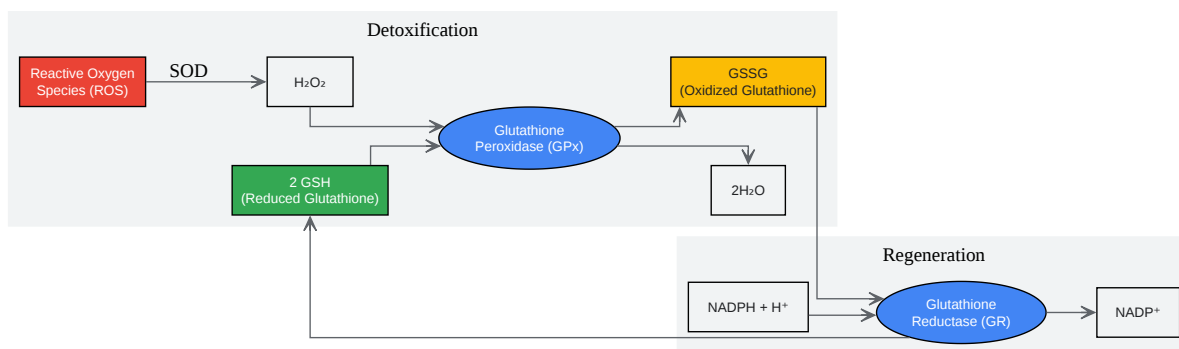 Detoxification
Reactive Oxygen
Species (ROS)
SOD
H₂O₂
GSSG
(Oxidized Glutathione)
Glutathione
Peroxidase (GPx)
2 GSH
(Reduced Glutathione)
2H₂O
Regeneration
NADPH + H⁺
Glutathione
Reductase (GR)
NADP⁺